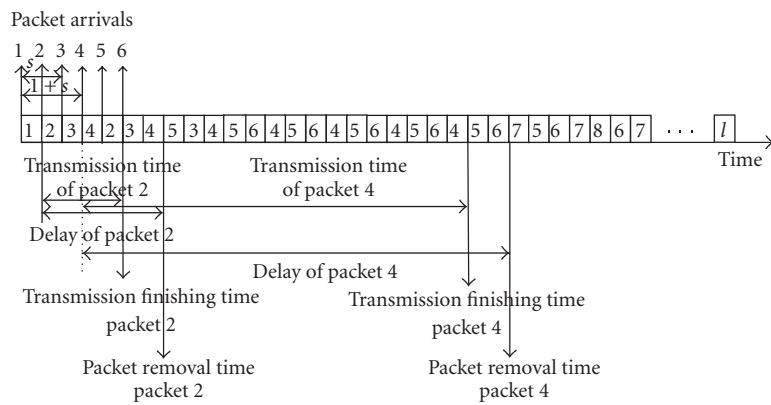 Packet arrivals
1 2 3 4 5 6
s
1 + s
1 2 3 4 2 3 4 5 3 4 5 6 4 5 6 4 5 6 4 5 6 4 5 6 7 5 6 7 8 6 7 · · · l
Time
Transmission time
of packet 2
Transmission time
of packet 4
Delay of packet 2
Delay of packet 4
Transmission finishing time
packet 2
Transmission finishing time
packet 4
Packet removal time
packet 2
Packet removal time
packet 4